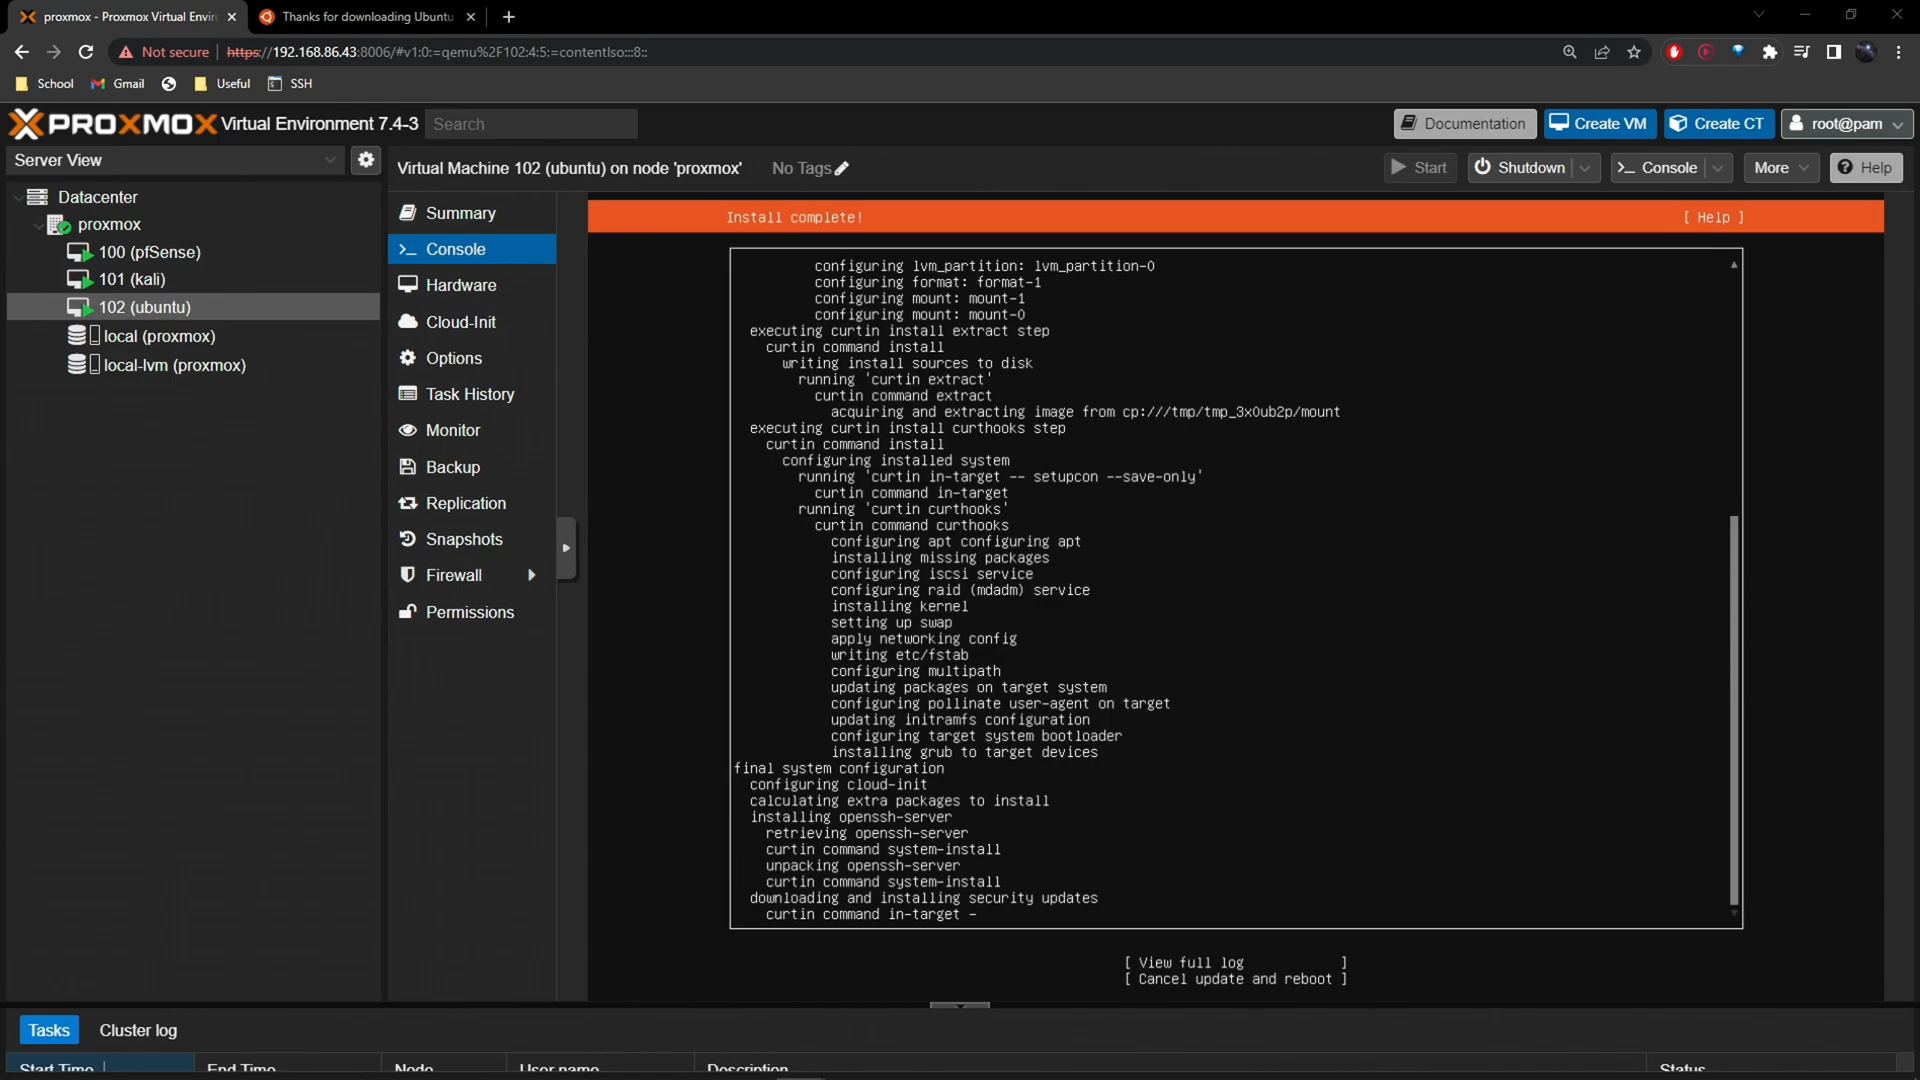 proxmox - Proxmox Virtual Envir
Thanks for downloading Ubuntu
Not secure
https://192.168.86.43:8006/#v1:0:=qemu%2F102:4:5:=contentIso:::8::
School
Gmail
Useful
SSH
PROXMOX Virtual Environment 7.4-3
Search
Documentation
Create VM
Create CT
root@pam
Server View
Virtual Machine 102 (ubuntu) on node 'proxmox'
No Tags
Start
Shutdown
Console
More
Help
Datacenter
proxmox
100 (pfSense)
101 (kali)
102 (ubuntu)
local (proxmox)
local-lvm (proxmox)
Summary
Console
Hardware
Cloud-Init
Options
Task History
Monitor
Backup
Replication
Snapshots
Firewall
Permissions
Install complete!
[ Help ]
configuring lvm_partition: lvm_partition-0
configuring format: format-1
configuring mount: mount-1
configuring mount: mount-0
executing curtin install extract step
curtin command install
writing install sources to disk
running 'curtin extract'
curtin command extract
acquiring and extracting image from cp:///tmp/tmp_3x0ub2p/mount
executing curtin install curthooks step
curtin command install
configuring installed system
running 'curtin in-target -- setupcon --save-only'
curtin command in-target
running 'curtin curthooks'
curtin command curthooks
configuring apt configuring apt
installing missing packages
configuring iscsi service
configuring raid (mdadm) service
installing kernel
setting up swap
apply networking config
writing etc/fstab
configuring multipath
updating packages on target system
configuring pollinate user-agent on target
updating initramfs configuration
configuring target system bootloader
installing grub to target devices
final system configuration
configuring cloud-init
calculating extra packages to install
installing openssh-server
retrieving openssh-server
curtin command system-install
unpacking openssh-server
curtin command system-install
downloading and installing security updates
curtin command in-target -
[ View full log ]
[ Cancel update and reboot ]
Tasks
Cluster log
Start Time
End Time
Node
User name
Description
Status